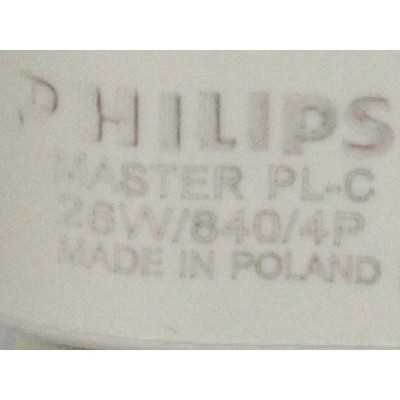 PHILIPS
MASTER PL-C
26W/840/4P
MADE IN POLAND